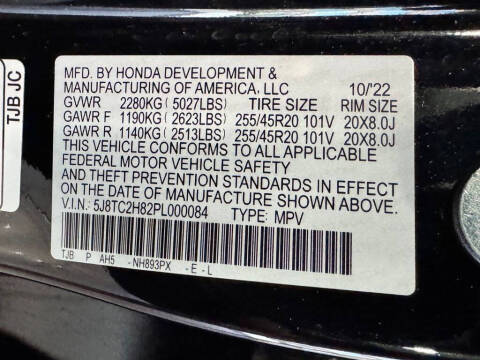 TJB JC
MFD. BY HONDA DEVELOPMENT &
MANUFACTURING OF AMERICA, LLC 10/'22
GVWR 2280KG(5027LBS) TIRE SIZE RIM SIZE
GAWR F 1190KG(2623LBS) 255/45R20 101V 20X8.0J
GAWR R 1140KG(2513LBS) 255/45R20 101V 20X8.0J
THIS VEHICLE CONFORMS TO ALL APPLICABLE
FEDERAL MOTOR VEHICLE SAFETY
AND THEFT PREVENTION STANDARDS IN EFFECT
ON THE DATE OF MANUFACTURE SHOWN ABOVE.
V.I.N: 5J8TC2H82PL000084 TYPE: MPV
TJB P AH5 -NH893PX -E-L